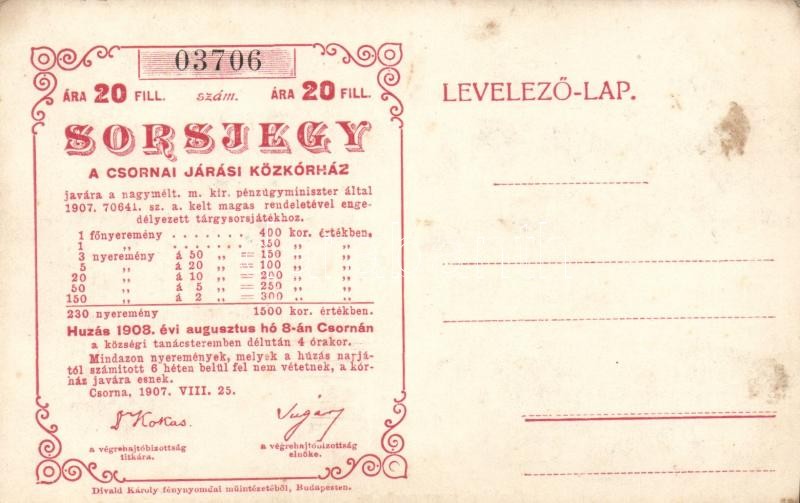 03706
ÁRA 20 FILL. szám. ÁRA 20 FILL.
SORSJEGY
A CSORNAI JÁRÁSI KÖZKÓRHÁZ
javára a nagymélt. m. kir. pénzügyminiszter által
1907. 70641. sz. a. kelt magas rendeletével enge-
délyezett tárgysorsjátékhoz.
1 főnyeremény . . . . . . . 400 kor. értékben.
1 „ . . . . . . . 150 „ „
3 nyeremény á 50 „ = 150 „ „
5 „ á 20 „ = 100 „ „
20 „ á 10 „ = 200 „ „
50 „ á 5 „ = 250 „ „
150 „ á 2 „ = 300 „ „
230 nyeremény 1500 kor. értékben.
Huzás 1908. évi augusztus hó 8-án Csornán
a községi tanácsteremben délután 4 órakor.
Mindazon nyeremények, melyek a húzás napjá-
tól számított 6 héten belül fel nem vétetnek, a kór-
ház javára esnek.
Csorna, 1907. VIII. 25.
Dr Kokas. Sugár
a végrehajtóbizottság titkára.
a végrehajtóbizottság elnöke.
Divald Károly fénynyomdai műintézetéből, Budapesten.
LEVELEZŐ-LAP.